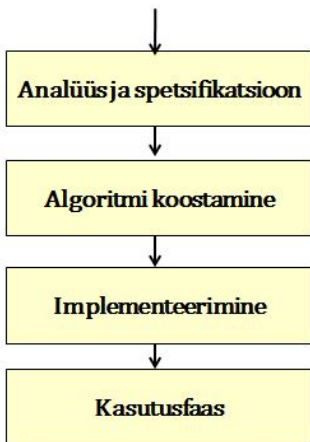 Analüüs ja spetsifikatsioon
Algoritmi koostamine
Implementeerimine
Kasutusfaas